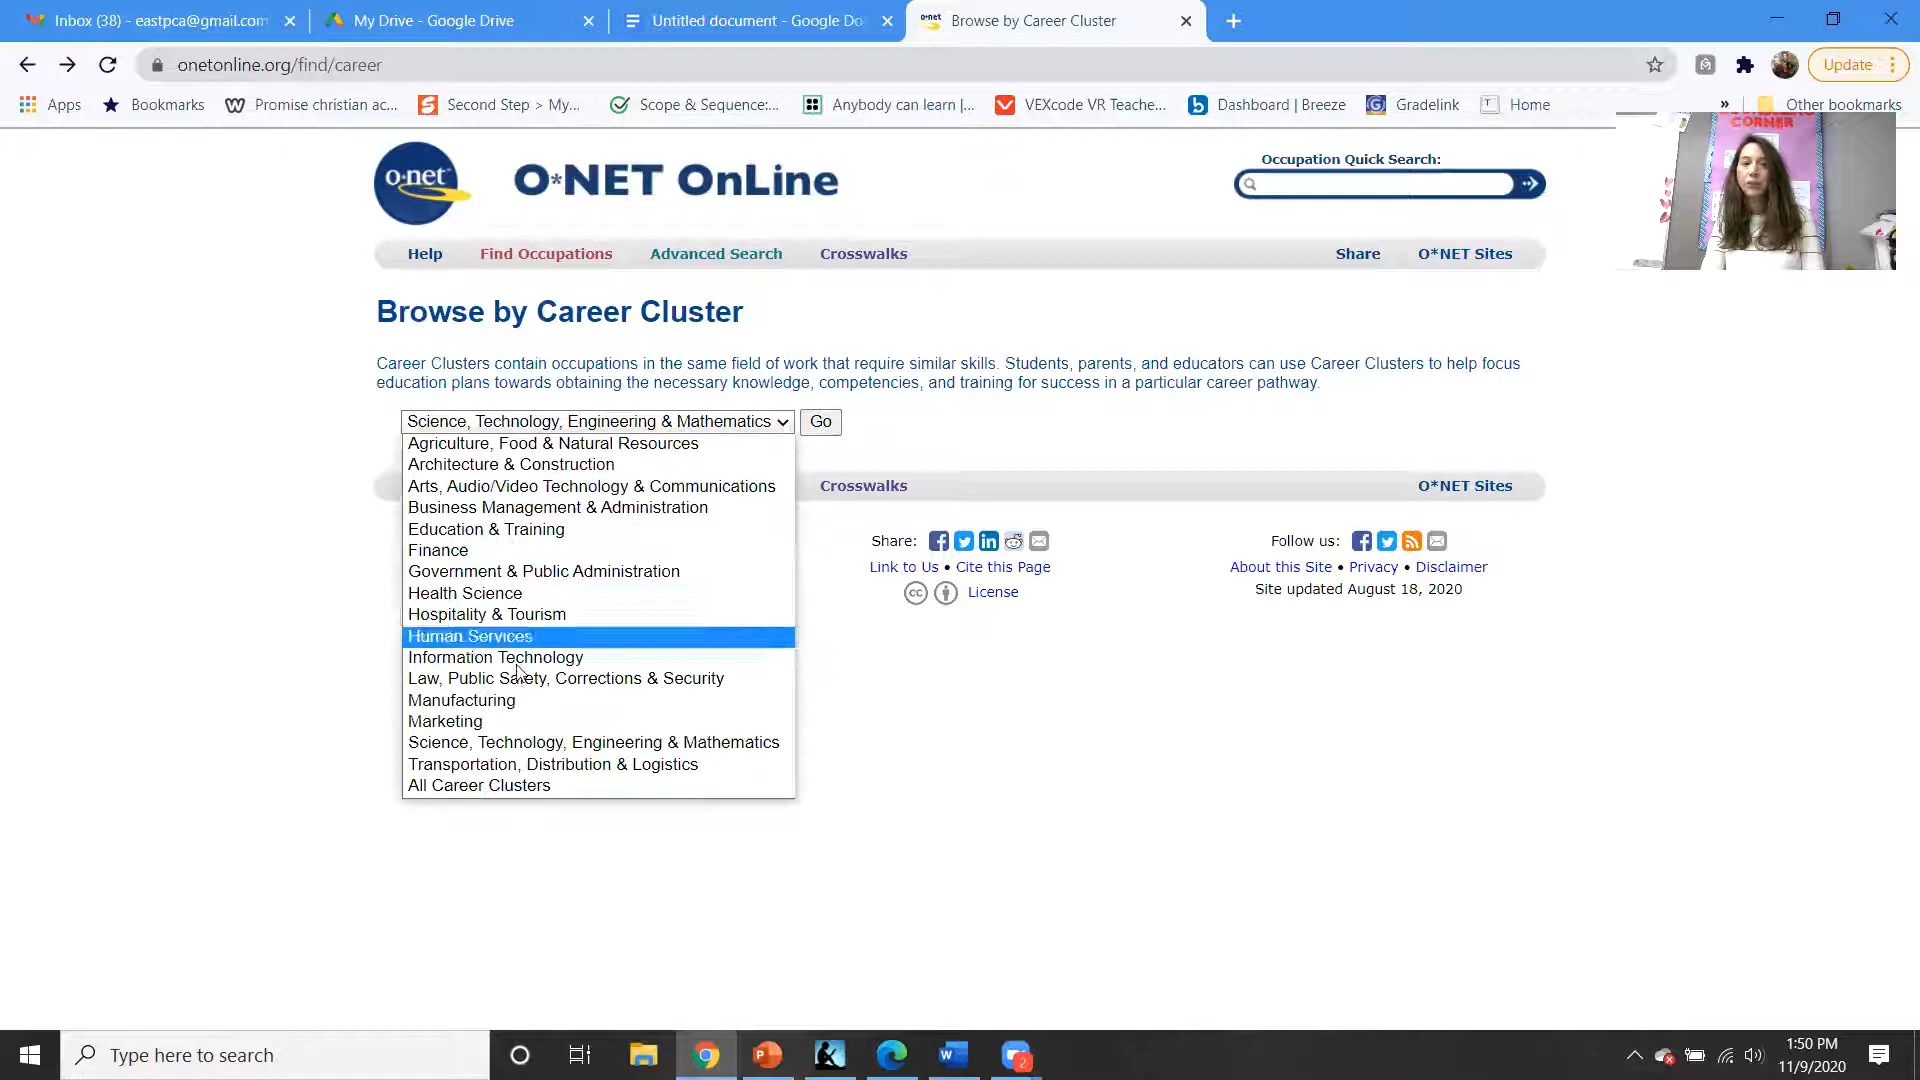 Inbox (38) - eastpca@gmail.com
My Drive - Google Drive
Untitled document - Google Do
Browse by Career Cluster
onetonline.org/find/career
Update
Apps
Bookmarks
Promise christian ac...
Second Step > My...
Scope & Sequence:...
Anybody can learn |...
VEXcode VR Teache...
Dashboard | Breeze
Gradelink
Home
»
Other bookmarks
CORNER
o*net
O*NET OnLine
Occupation Quick Search:
Help
Find Occupations
Advanced Search
Crosswalks
Share
O*NET Sites
Browse by Career Cluster
Career Clusters contain occupations in the same field of work that require similar skills. Students, parents, and educators can use Career Clusters to help focus
education plans towards obtaining the necessary knowledge, competencies, and training for success in a particular career pathway.
Science, Technology, Engineering & Mathematics
Go
Agriculture, Food & Natural Resources
Architecture & Construction
Arts, Audio/Video Technology & Communications
Business Management & Administration
Education & Training
Finance
Government & Public Administration
Health Science
Hospitality & Tourism
Human Services
Information Technology
Law, Public Safety, Corrections & Security
Manufacturing
Marketing
Science, Technology, Engineering & Mathematics
Transportation, Distribution & Logistics
All Career Clusters
Crosswalks
O*NET Sites
Share:
Link to Us • Cite this Page
License
Follow us:
About this Site • Privacy • Disclaimer
Site updated August 18, 2020
Type here to search
2
1:50 PM
11/9/2020